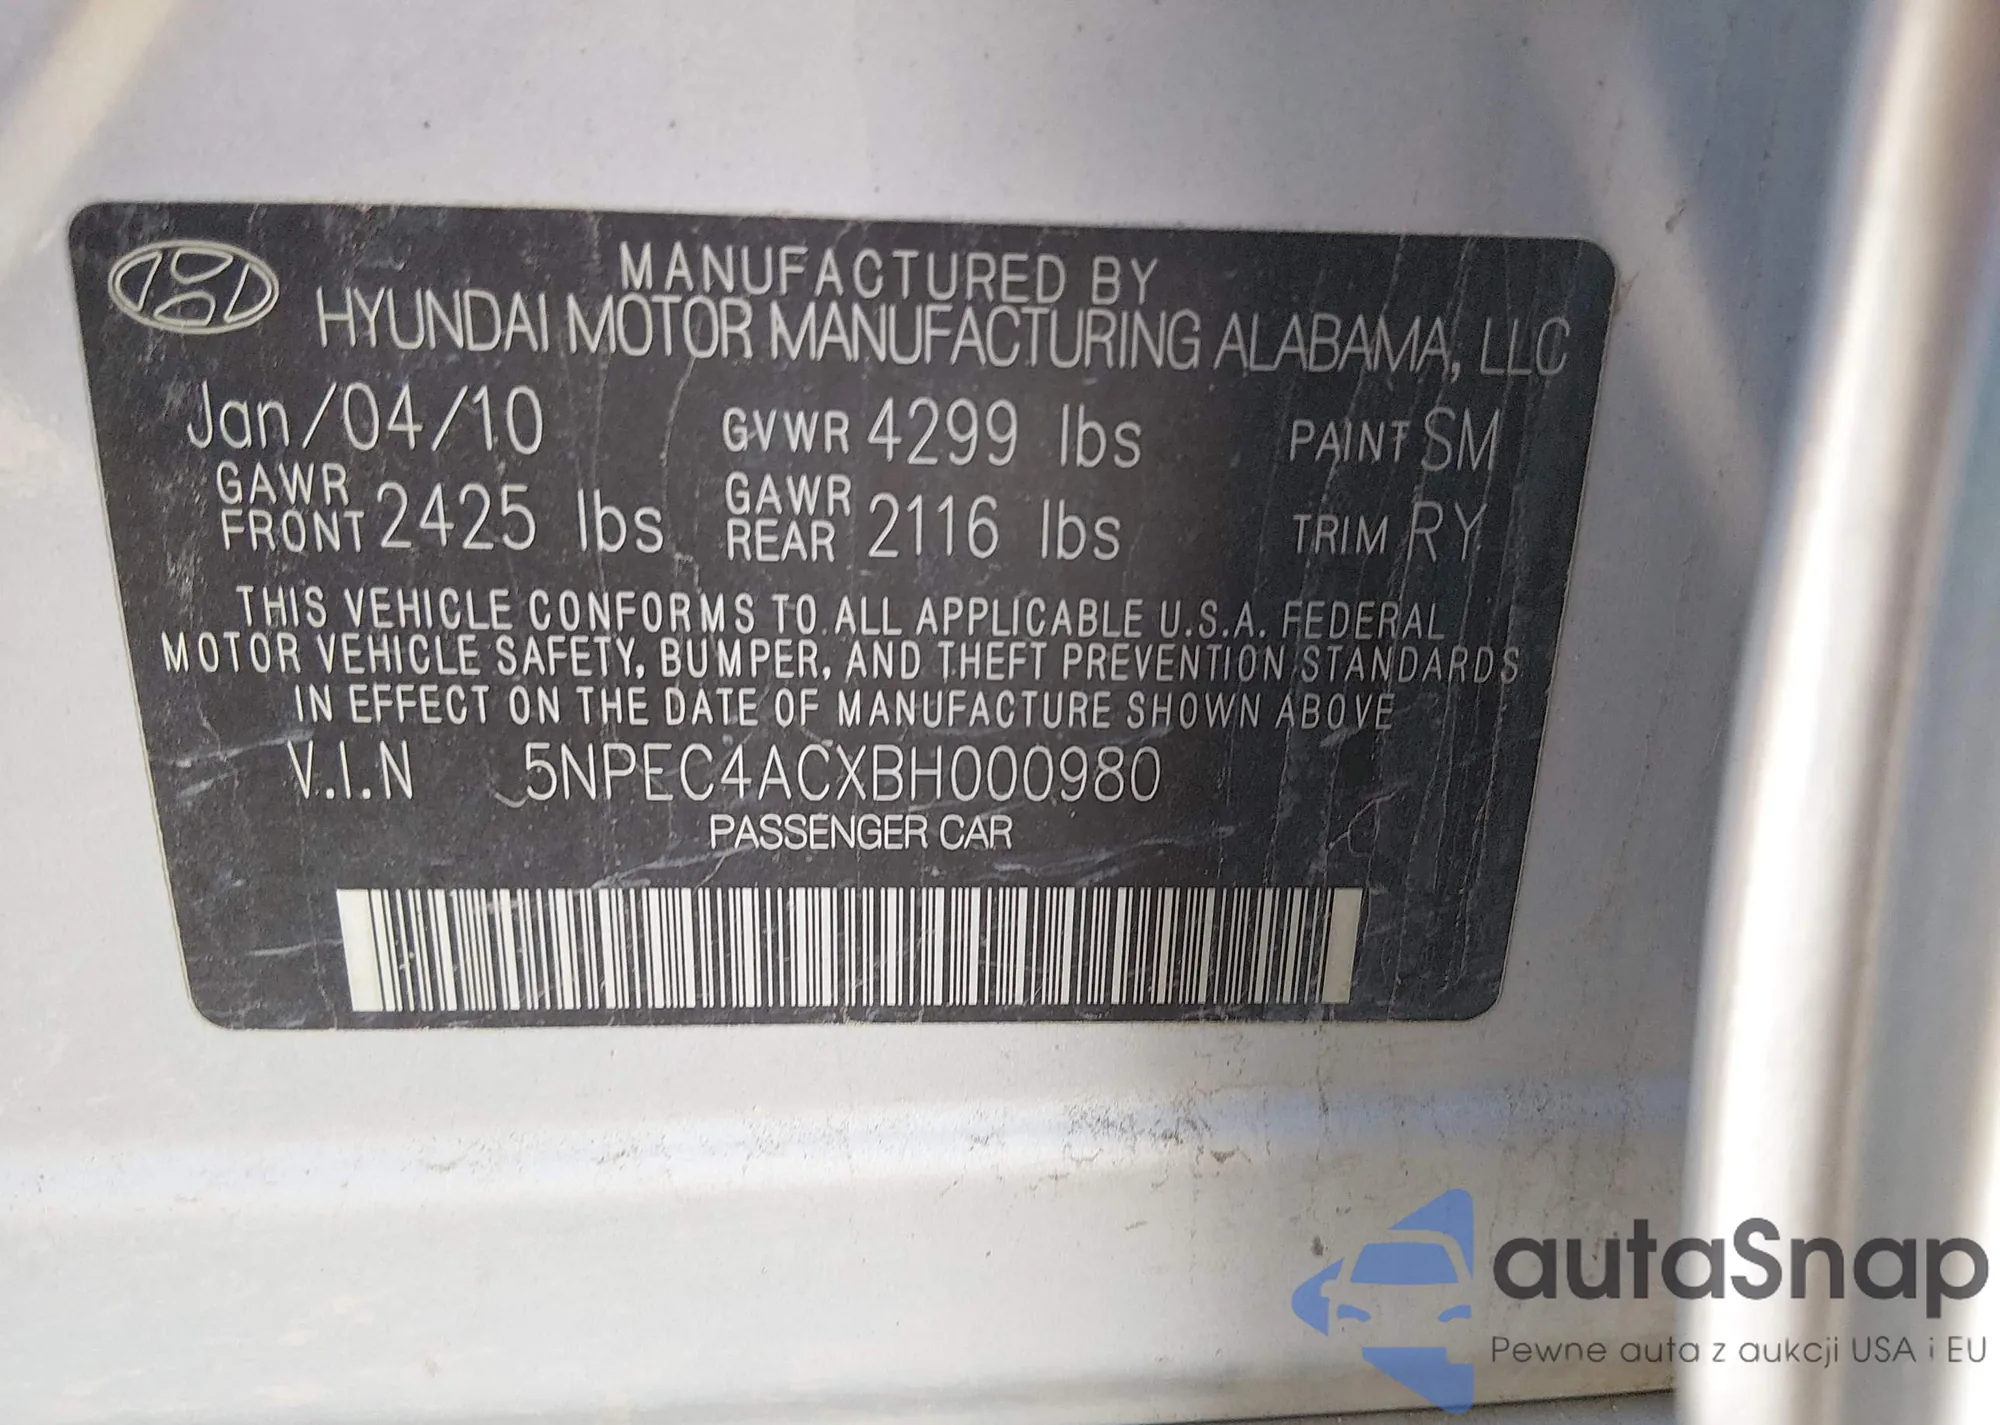 MANUFACTURED BY
HYUNDAI MOTOR MANUFACTURING ALABAMA, LLC
Jan/04/10 GVWR 4299 lbs PAINT SM
GAWR FRONT 2425 lbs GAWR REAR 2116 lbs TRIM RY
THIS VEHICLE CONFORMS TO ALL APPLICABLE U.S.A. FEDERAL
MOTOR VEHICLE SAFETY, BUMPER, AND THEFT PREVENTION STANDARDS
IN EFFECT ON THE DATE OF MANUFACTURE SHOWN ABOVE
V.I.N 5NPEC4ACXBH000980
PASSENGER CAR
autaSnap
Pewne auta z aukcji USA i EU